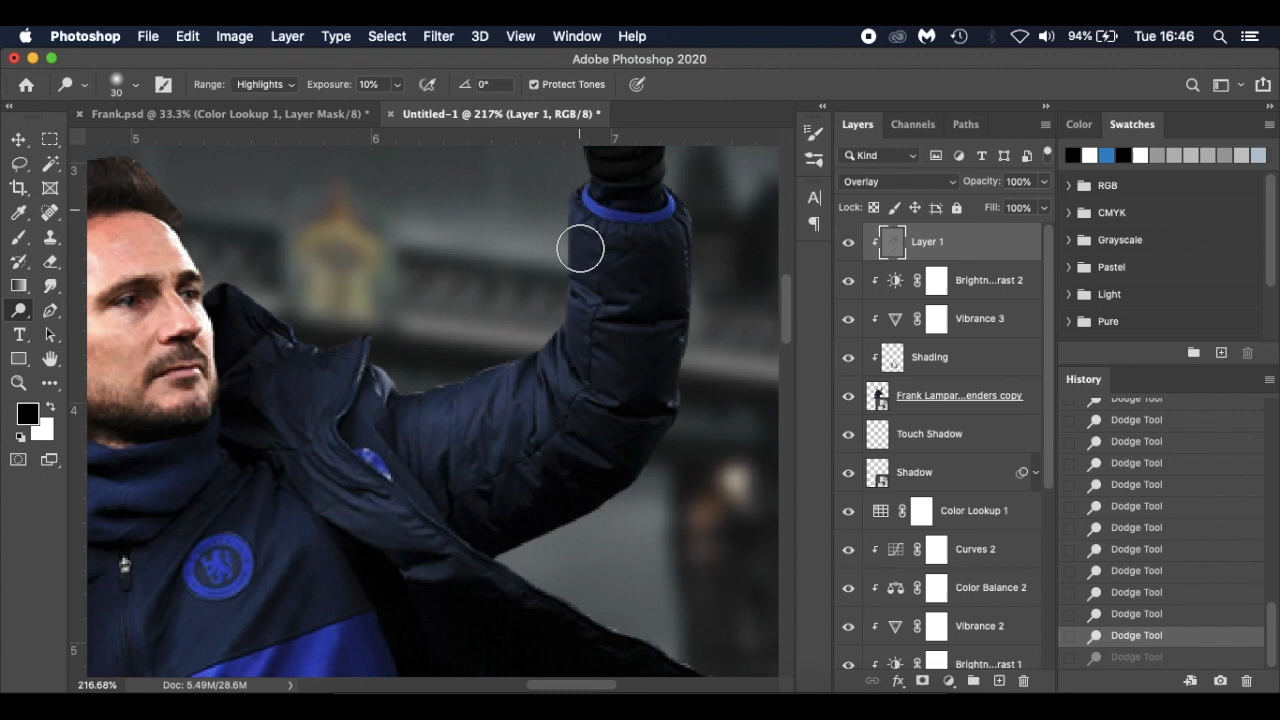 Photoshop File Edit Image Layer Type Select Filter 3D View Window Help 94% Tue 16:46
Adobe Photoshop 2020
30 Range: Highlights Exposure: 10% 0° Protect Tones
Frank.psd @ 33.3% (Color Lookup 1, Layer Mask/8) *
Untitled-1 @ 217% (Layer 1, RGB/8) *
5 6 7
3
4
5
216.68% Doc: 5.49M/28.6M
Layers Channels Paths
Kind
Overlay Opacity: 100%
Lock: Fill: 100%
Layer 1
Brightn...rast 2
Vibrance 3
Shading
Frank Lampar...enders copy
Touch Shadow
Shadow
Color Lookup 1
Curves 2
Color Balance 2
Vibrance 2
Brightn...rast 1
Color Swatches
RGB
CMYK
Grayscale
Pastel
Light
Pure
History
Dodge Tool
Dodge Tool
Dodge Tool
Dodge Tool
Dodge Tool
Dodge Tool
Dodge Tool
Dodge Tool
Dodge Tool
Dodge Tool
Dodge Tool
Dodge Tool
Dodge Tool